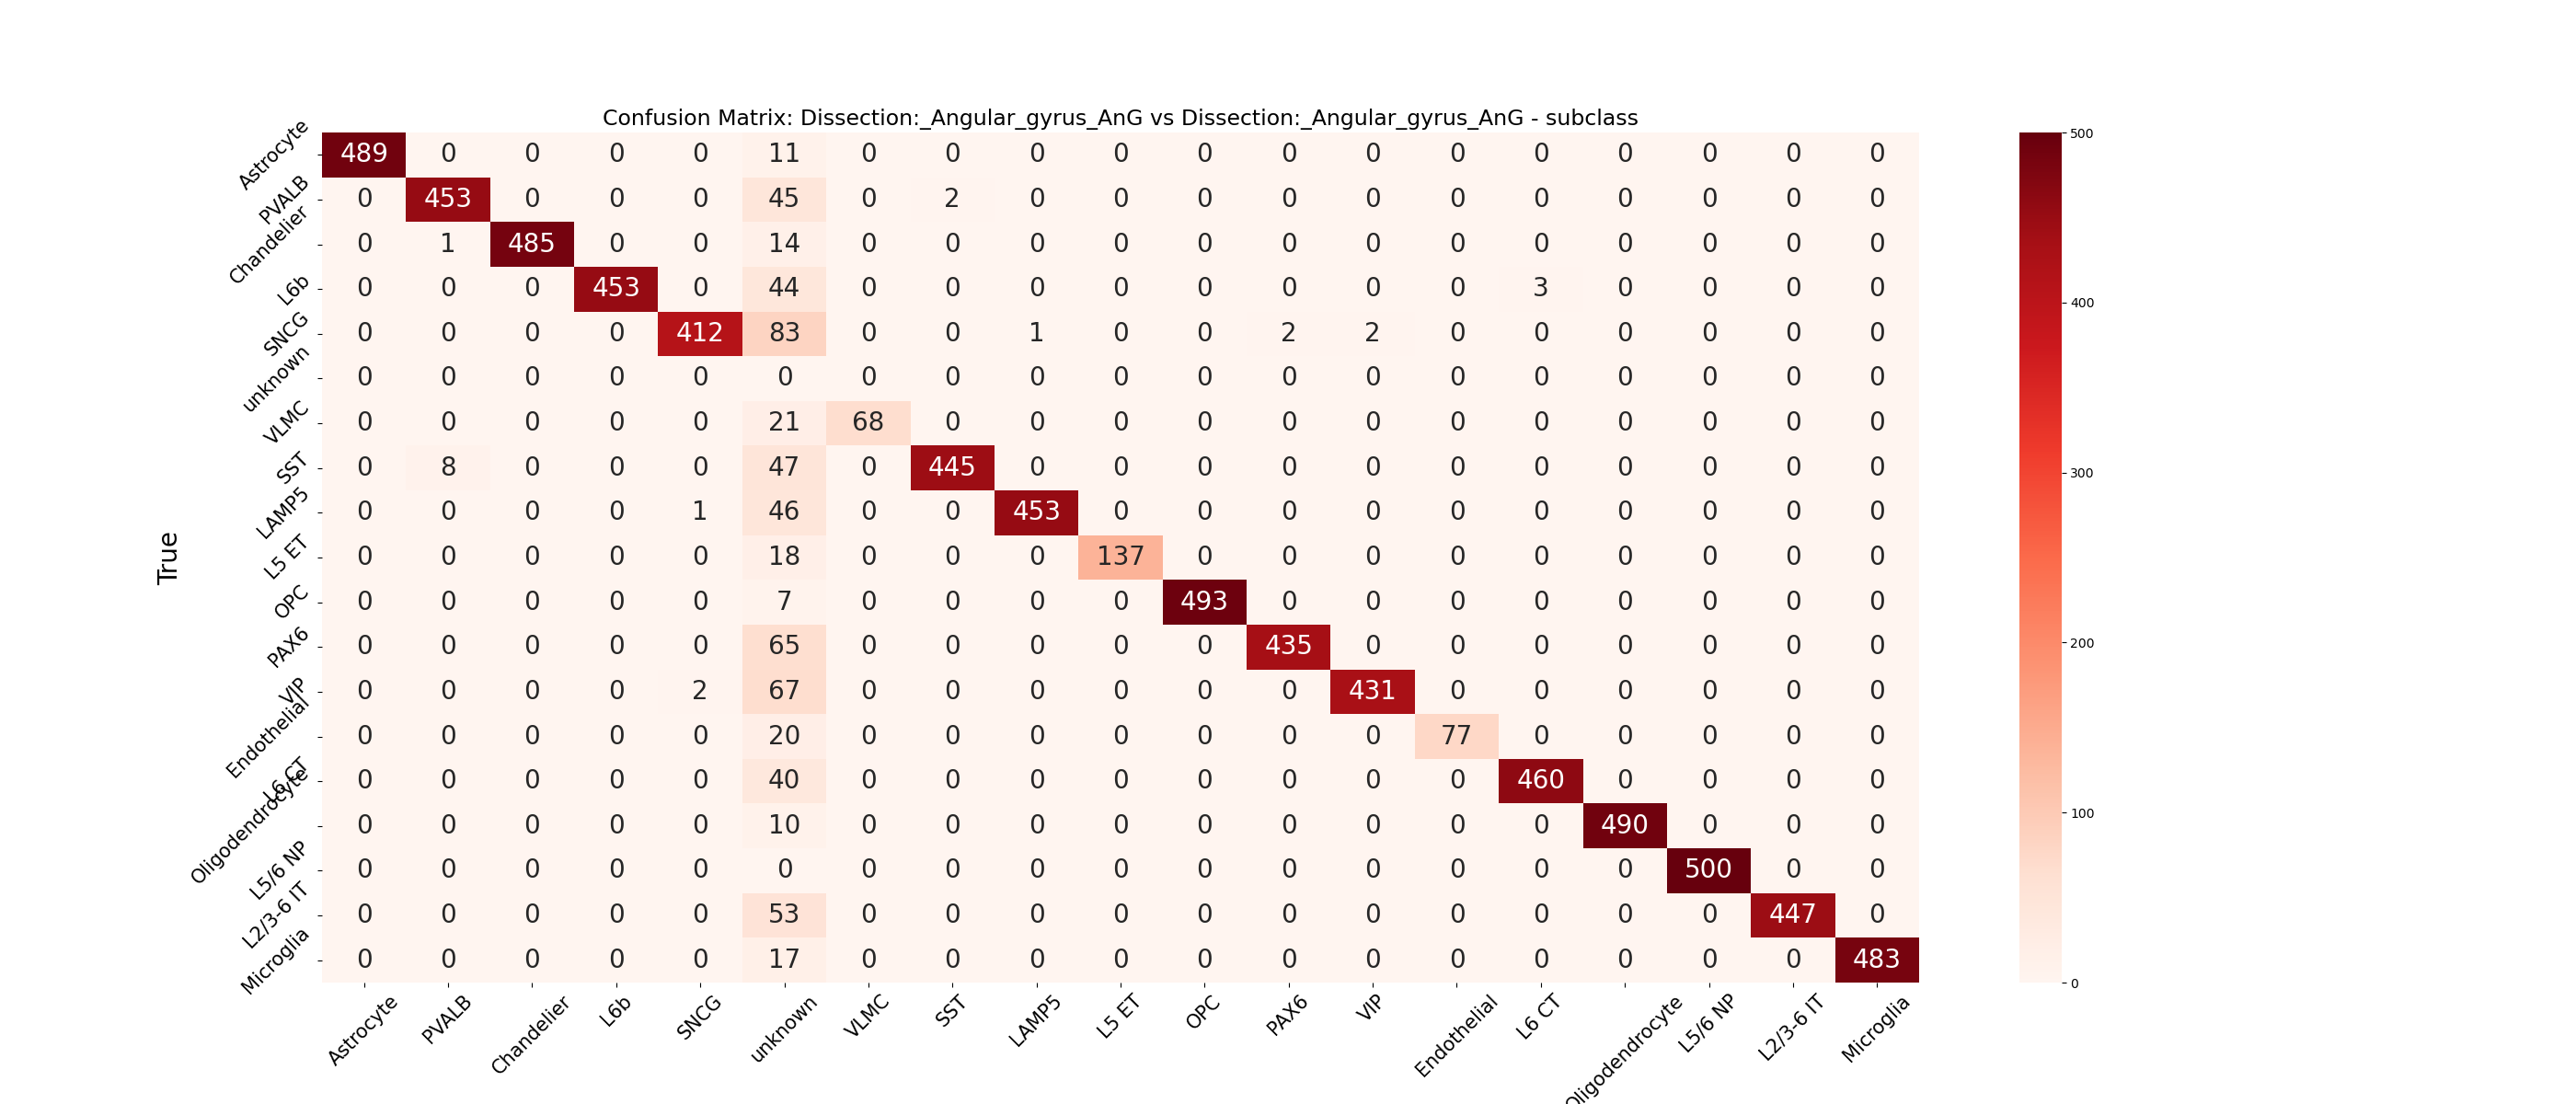 Confusion Matrix: Dissection:_Angular_gyrus_AnG vs Dissection:_Angular_gyrus_AnG - subclass
True
Astrocyte 489 0 0 0 0 11 0 0 0 0 0 0 0 0 0 0 0 0 0
PVALB 0 453 0 0 0 45 0 2 0 0 0 0 0 0 0 0 0 0 0
Chandelier 0 1 485 0 0 14 0 0 0 0 0 0 0 0 0 0 0 0 0
L6b 0 0 0 453 0 44 0 0 0 0 0 0 0 0 3 0 0 0 0
SNCG 0 0 0 0 412 83 0 0 1 0 0 2 2 0 0 0 0 0 0
unknown 0 0 0 0 0 0 0 0 0 0 0 0 0 0 0 0 0 0 0
VLMC 0 0 0 0 0 21 68 0 0 0 0 0 0 0 0 0 0 0 0
SST 0 8 0 0 0 47 0 445 0 0 0 0 0 0 0 0 0 0 0
LAMP5 0 0 0 0 1 46 0 0 453 0 0 0 0 0 0 0 0 0 0
L5 ET 0 0 0 0 0 18 0 0 0 137 0 0 0 0 0 0 0 0 0
OPC 0 0 0 0 0 7 0 0 0 0 493 0 0 0 0 0 0 0 0
PAX6 0 0 0 0 0 65 0 0 0 0 0 435 0 0 0 0 0 0 0
VIP 0 0 0 0 2 67 0 0 0 0 0 0 431 0 0 0 0 0 0
Endothelial 0 0 0 0 0 20 0 0 0 0 0 0 0 77 0 0 0 0 0
L6 CT 0 0 0 0 0 40 0 0 0 0 0 0 0 0 460 0 0 0 0
Oligodendrocyte 0 0 0 0 0 10 0 0 0 0 0 0 0 0 0 490 0 0 0
L5/6 NP 0 0 0 0 0 0 0 0 0 0 0 0 0 0 0 0 500 0 0
L2/3-6 IT 0 0 0 0 0 53 0 0 0 0 0 0 0 0 0 0 0 447 0
Microglia 0 0 0 0 0 17 0 0 0 0 0 0 0 0 0 0 0 0 483
Astrocyte PVALB Chandelier L6b SNCG unknown VLMC SST LAMP5 L5 ET OPC PAX6 VIP Endothelial L6 CT Oligodendrocyte L5/6 NP L2/3-6 IT Microglia
500
400
300
200
100
0